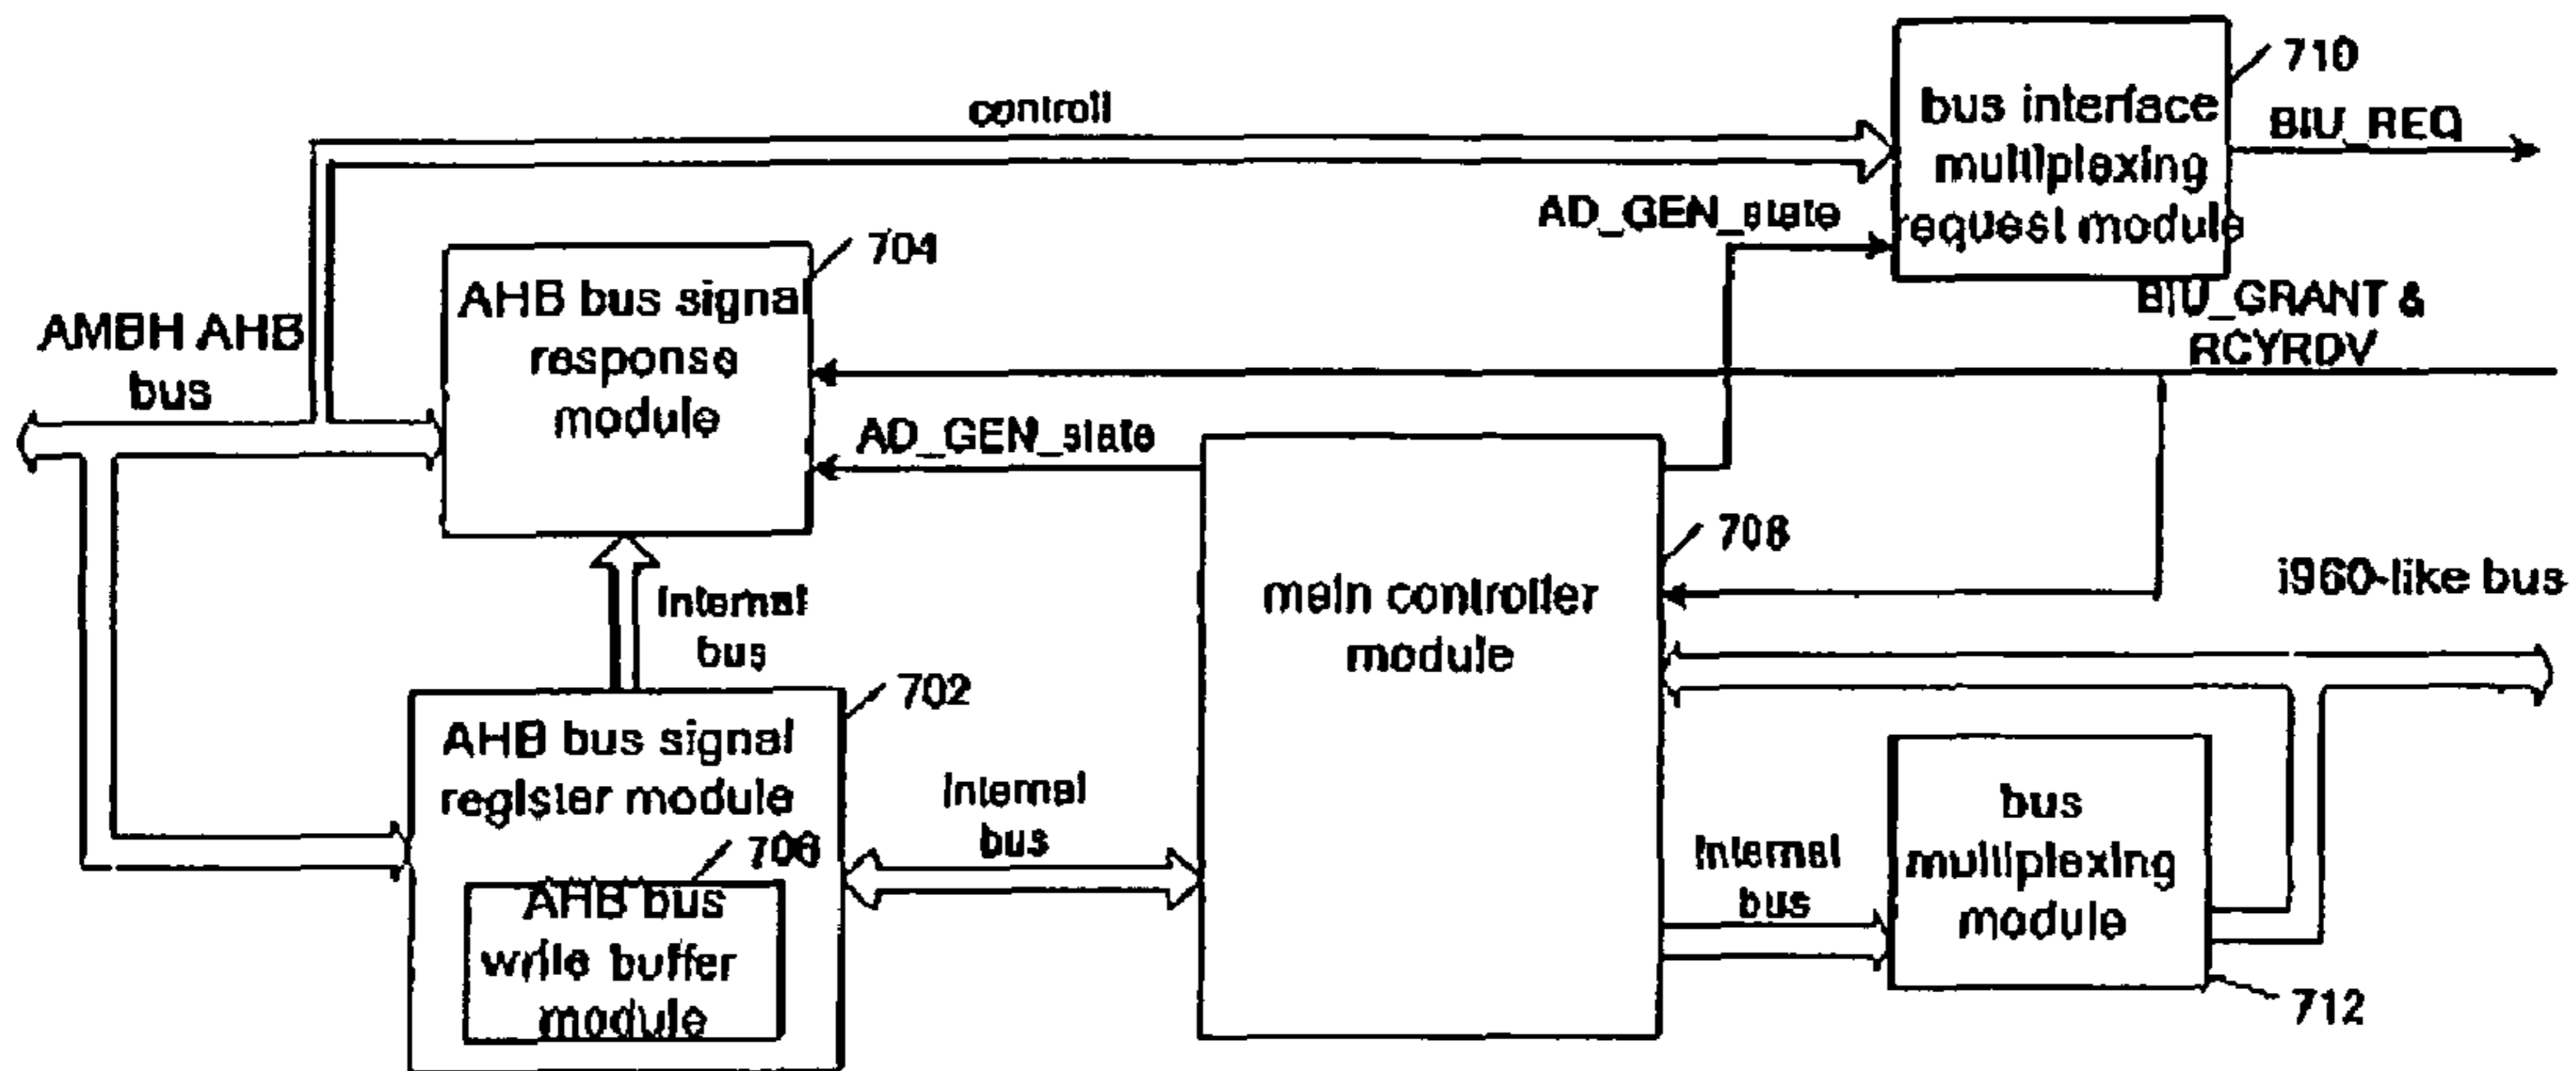 710
controll
bus interface
multiplexing
request module
BIU_REQ
AD_GEN_state
704
AHB bus signal
response
module
BIU_GRANT &
RCYRDV
AMBH AHB
bus
AD_GEN_state
708
main controller
module
i960-like bus
Internal
bus
702
AHB bus signal
register module
706
AHB bus
write buffer
module
Internal
bus
Internal
bus
bus
multiplexing
module
712